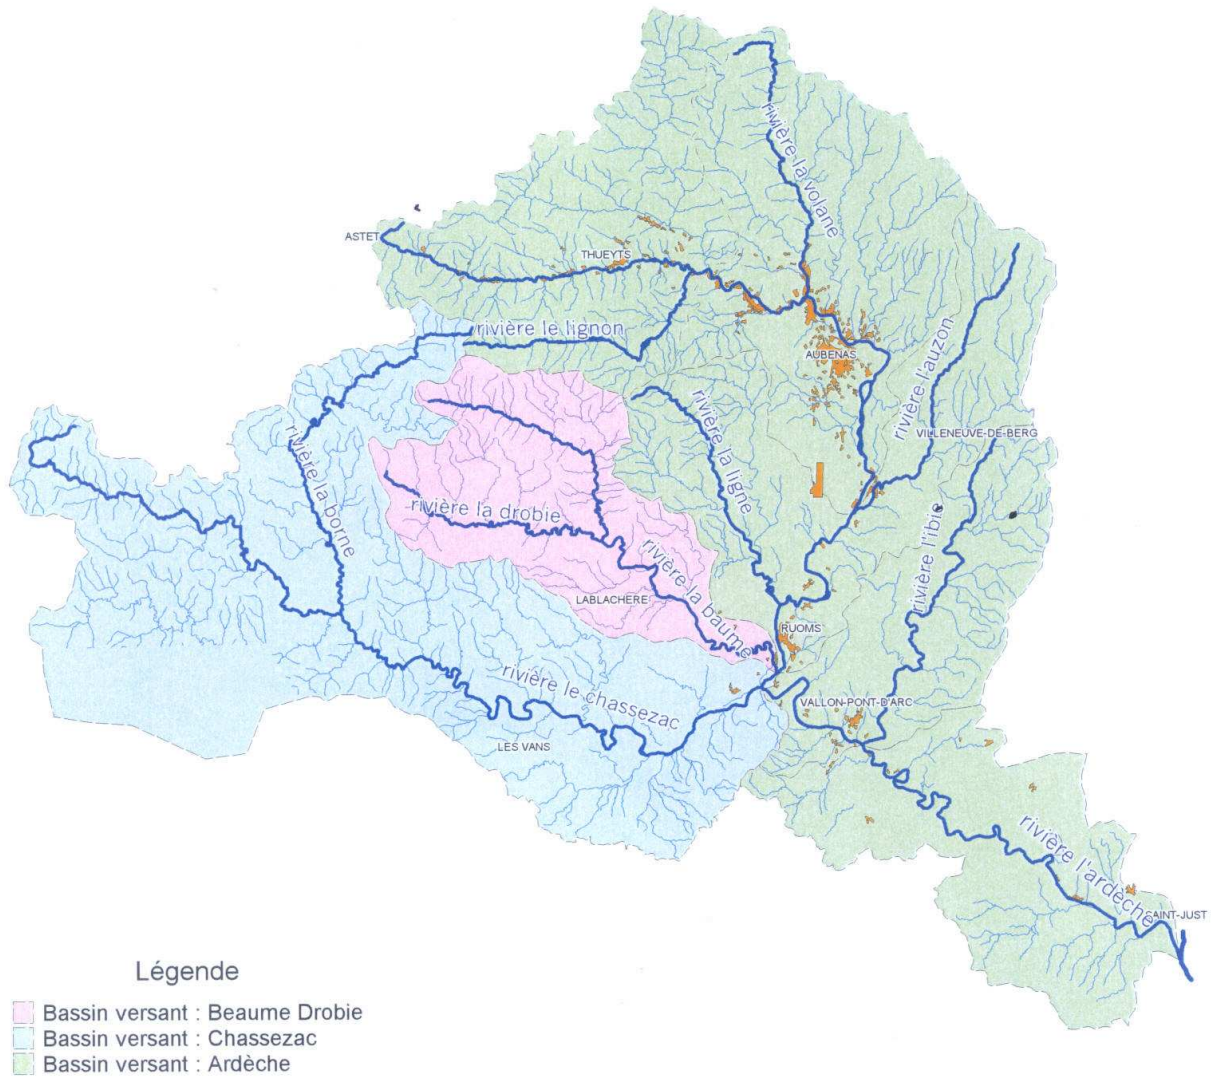 rivière la volane
ASTET
THUEYTS
rivière le lignon
AUBENAS
rivière l'auzon
rivière la ligne
VILLENEUVE-DE-BERG
rivière la borne
rivière la drobie
rivière l'ibie
rivière la baume
LABLACHERE
RUOMS
rivière le chassezac
VALLON-PONT-D'ARC
LES VANS
rivière l'ardèche
SAINT-JUST
Légende
Bassin versant : Beaume Drobie
Bassin versant : Chassezac
Bassin versant : Ardèche